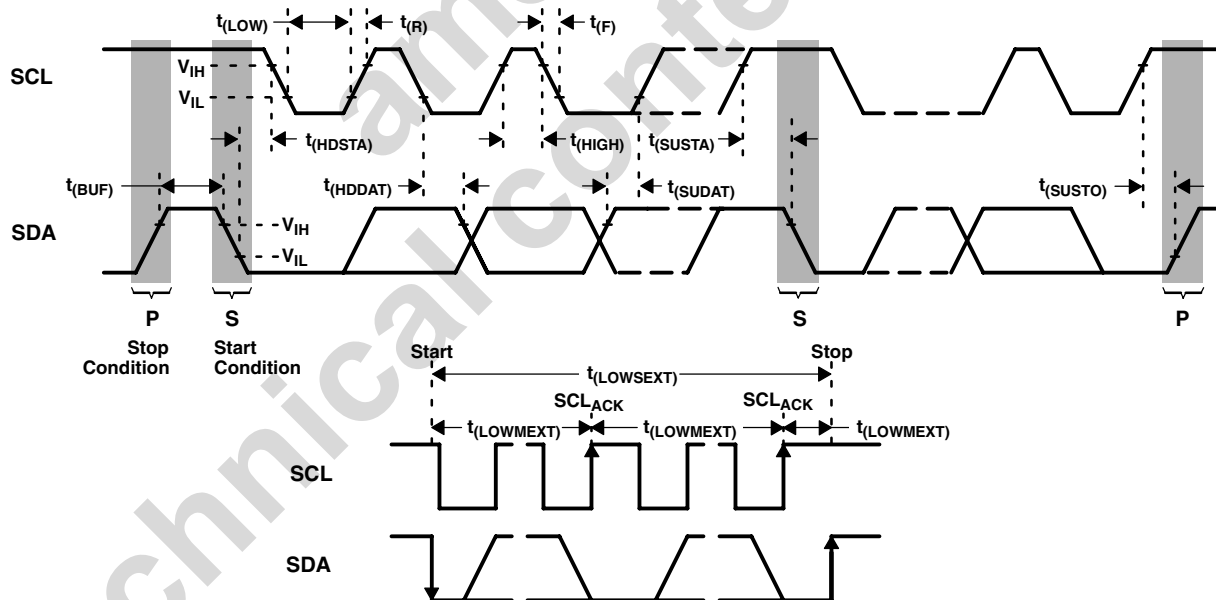 t(LOW) t(R) t(F)
SCL
VIH
VIL
t(HDSTA) t(HIGH) t(SUSTA)
t(BUF) t(HDDAT) t(SUDAT) t(SUSTO)
SDA
VIH
VIL
P S S P
Stop Condition
Start Condition
Start Stop
t(LOWSEXT)
SCLACK SCLACK
t(LOWMEXT) t(LOWMEXT) t(LOWMEXT)
SCL
SDA